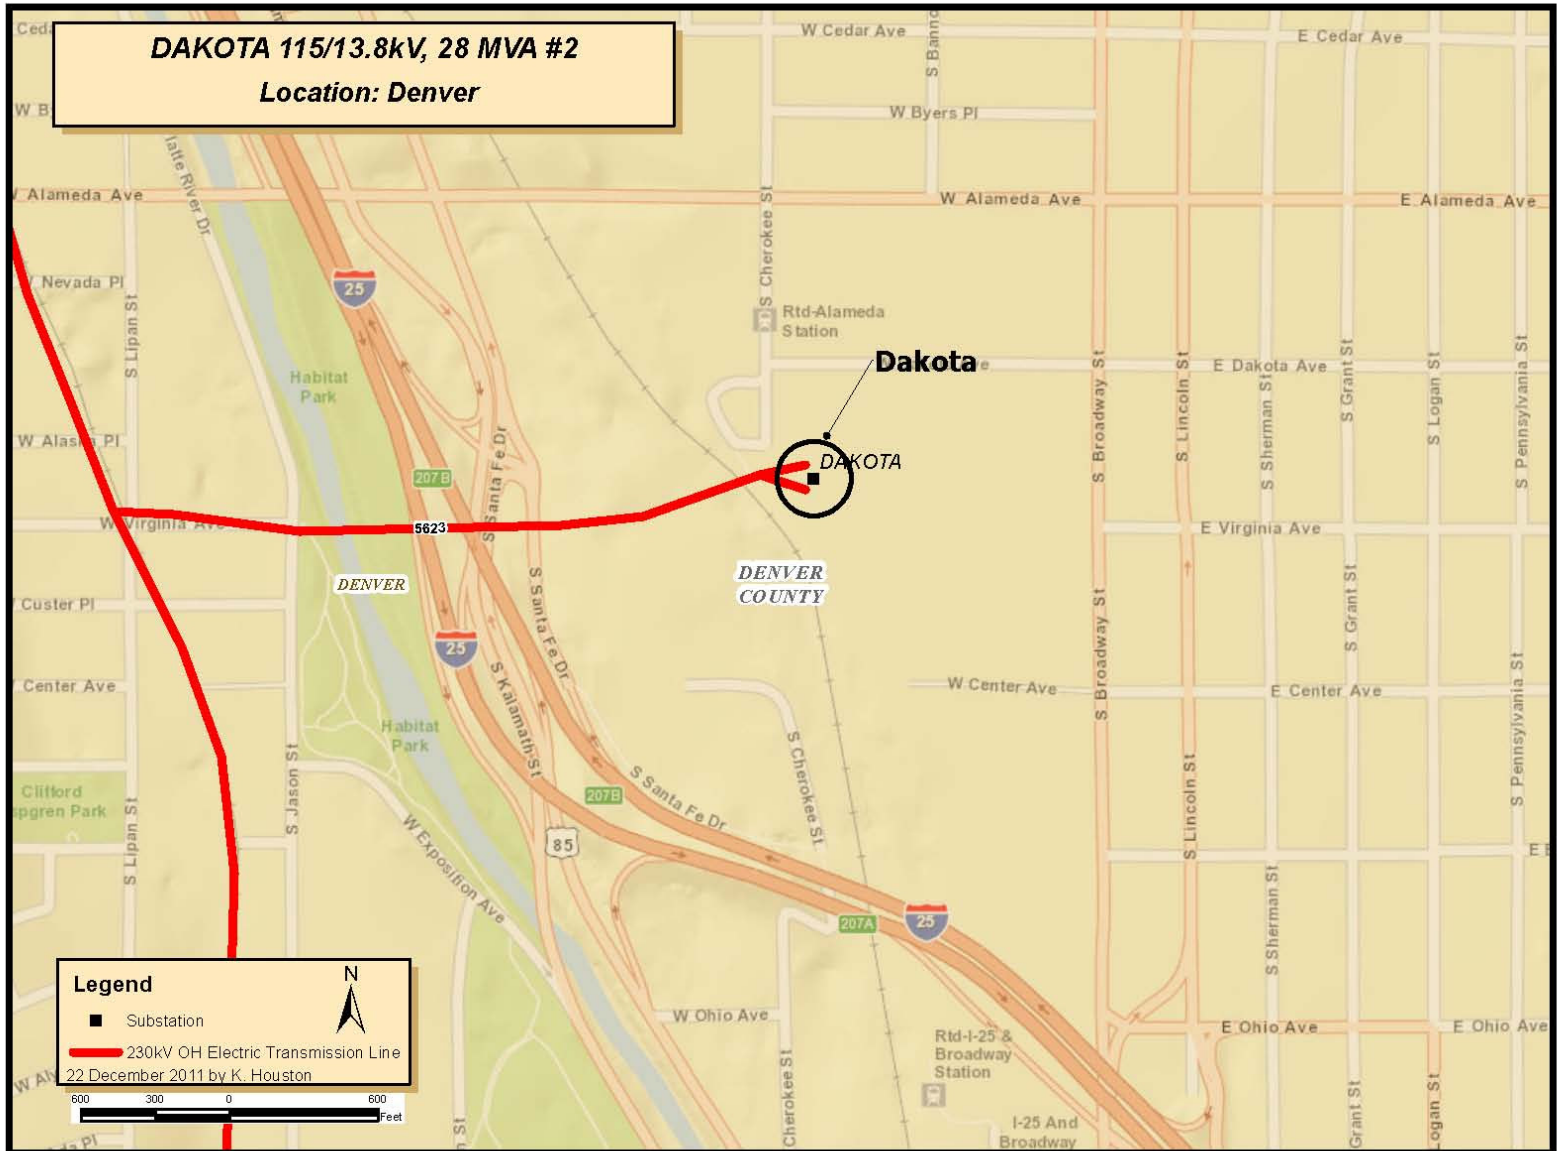 DAKOTA 115/13.8kV, 28 MVA #2
Location: Denver
W Cedar Ave
E Cedar Ave
S Banno
W Byers Pl
latte River Dr
Alameda Ave
W Alameda Ave
E Alameda Ave
Nevada Pl
25
S Cherokee St
Rtd-Alameda
Station
S Lipan St
Dakota
E Dakota Ave
Habitat
Park
S Broadway St
S Lincoln St
S Sherman St
S Grant St
S Logan St
S Pennsylvania St
W Alaska Pl
DAKOTA
207B
S Santa Fe Dr
W Virginia Ave
5623
E Virginia Ave
DENVER
DENVER
COUNTY
S Santa Fe Dr
Custer Pl
S Broadway St
S Grant St
25
Center Ave
S Kalamath St
W Center Ave
E Center Ave
S Pennsylvania St
Habitat
Park
S Cherokee St
Clifford
spgren Park
S Jason St
S Lipan St
207B
S Santa Fe Dr
S Lincoln St
85
W Exposition Ave
207A
25
S Sherman St
Legend
N
Substation
230kV OH Electric Transmission Line
22 December 2011 by K. Houston
600 300 0 600
Feet
W Ohio Ave
E Ohio Ave
E Ohio Ave
Rtd-I-25 &
Broadway
Station
Cherokee St
Grant St
ogan St
I-25 And
Broadway